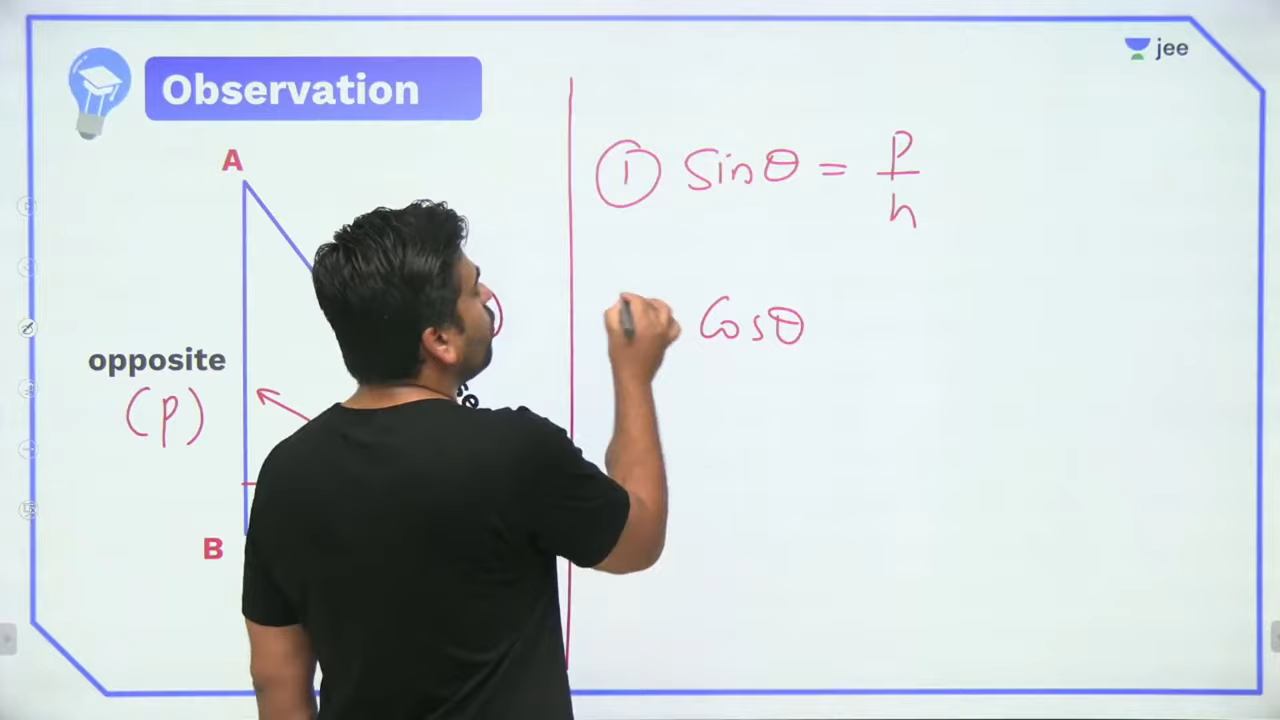 Observation
jee
A
① Sinθ = p/h
Cosθ
opposite
(p)
B